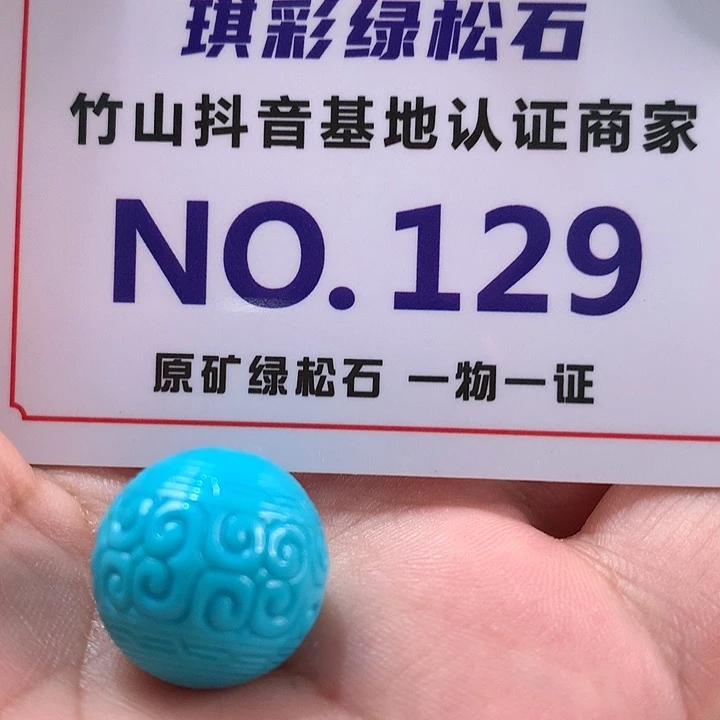 琪彩绿松石
竹山抖音基地认证商家
NO.129
原矿绿松石 一物一证